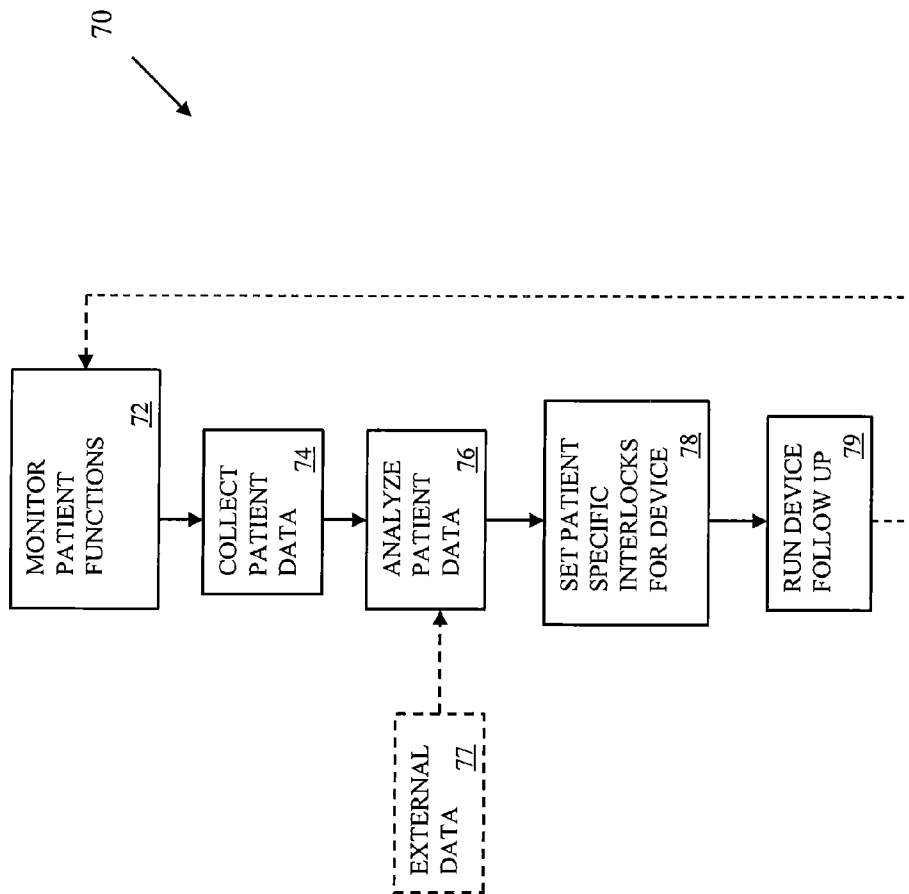 70
MONITOR
PATIENT
FUNCTIONS
72
COLLECT
PATIENT
DATA
74
ANALYZE
PATIENT
DATA
76
EXTERNAL
DATA
77
SET PATIENT
SPECIFIC
INTERLOCKS
FOR DEVICE
78
RUN DEVICE
FOLLOW UP
79